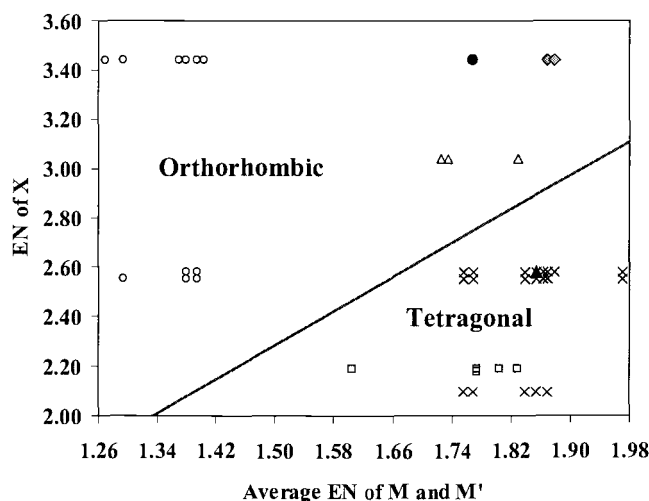 3.60
3.40
3.20
3.00
2.80
2.60
2.40
2.20
2.00
EN of X
Orthorhombic
Tetragonal
1.26 1.34 1.42 1.50 1.58 1.66 1.74 1.82 1.90 1.98
Average EN of M and M'